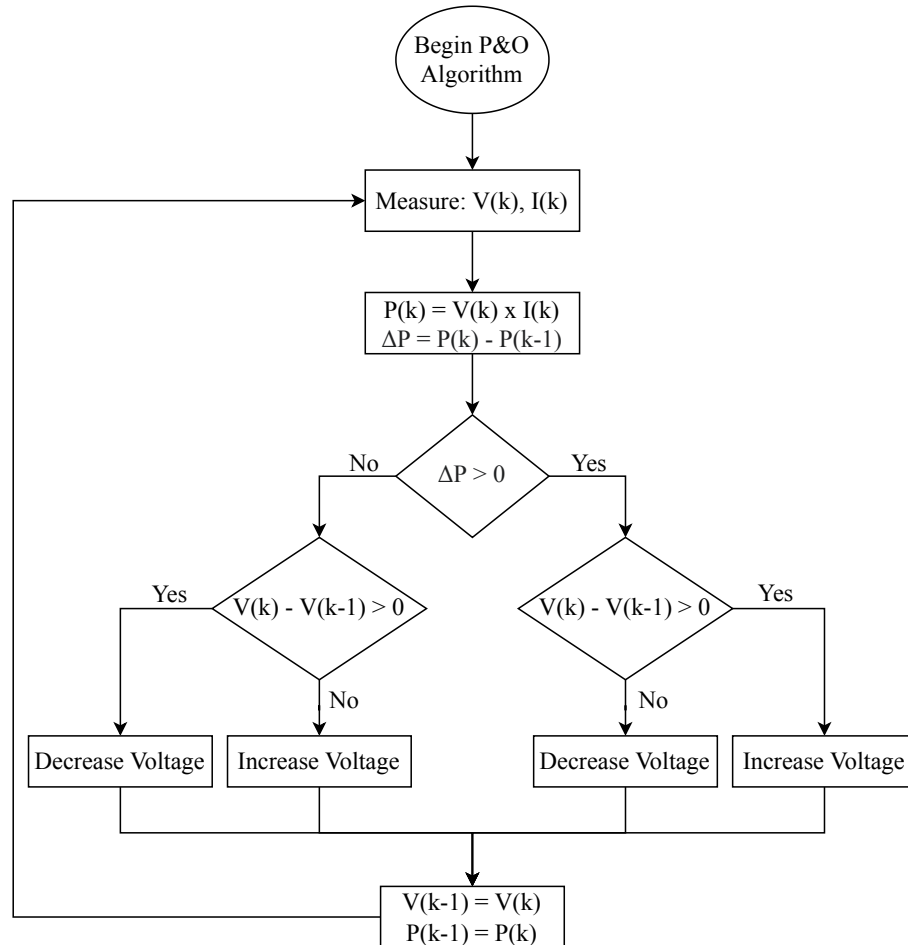 Begin P&O
Algorithm
Measure: V(k), I(k)
P(k) = V(k) x I(k)
ΔP = P(k) - P(k-1)
No
ΔP > 0
Yes
Yes
V(k) - V(k-1) > 0
V(k) - V(k-1) > 0
Yes
No
No
Decrease Voltage
Increase Voltage
Decrease Voltage
Increase Voltage
V(k-1) = V(k)
P(k-1) = P(k)